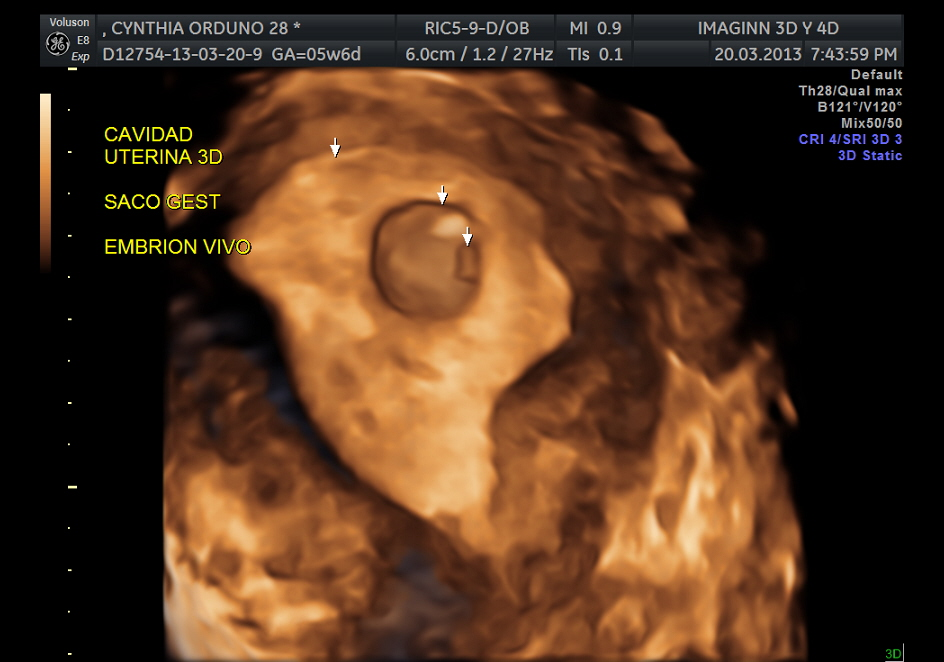 Voluson
E8
Exp
, CYNTHIA ORDUNO 28 *
D12754-13-03-20-9 GA=05w6d
RIC5-9-D/OB
6.0cm / 1.2 / 27Hz
MI 0.9
TIs 0.1
IMAGINN 3D Y 4D
20.03.2013 7:43:59 PM
Default
Th28/Qual max
B121°/V120°
Mix50/50
CRI 4/SRI 3D 3
3D Static
CAVIDAD
UTERINA 3D
SACO GEST
EMBRION VIVO
3D